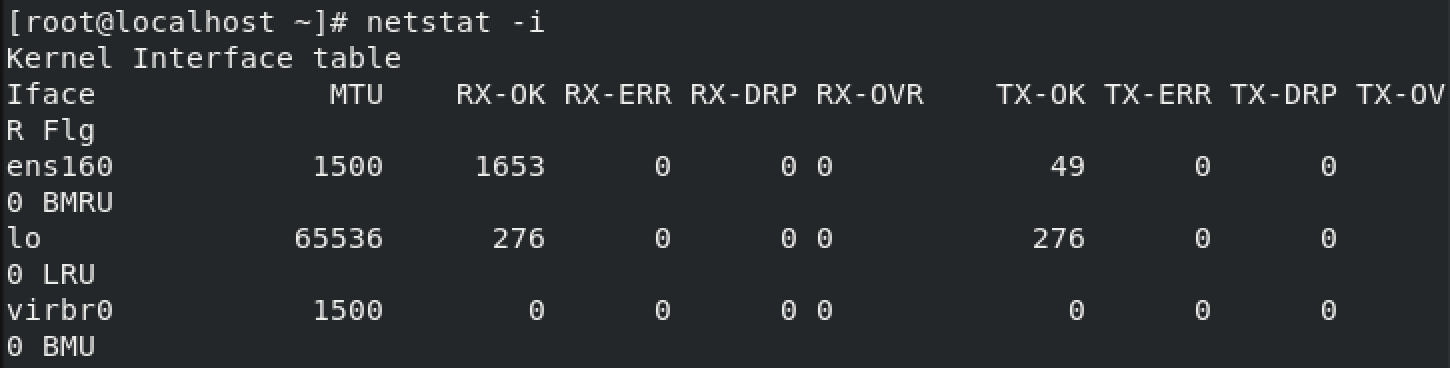 [root@localhost ~]# netstat -i
Kernel Interface table
Iface             MTU    RX-OK RX-ERR RX-DRP RX-OVR    TX-OK TX-ERR TX-DRP TX-OV
R Flg
ens160           1500     1653      0      0 0            49      0      0
0 BMRU
lo              65536      276      0      0 0           276      0      0
0 LRU
virbr0           1500        0      0      0 0             0      0      0
0 BMU